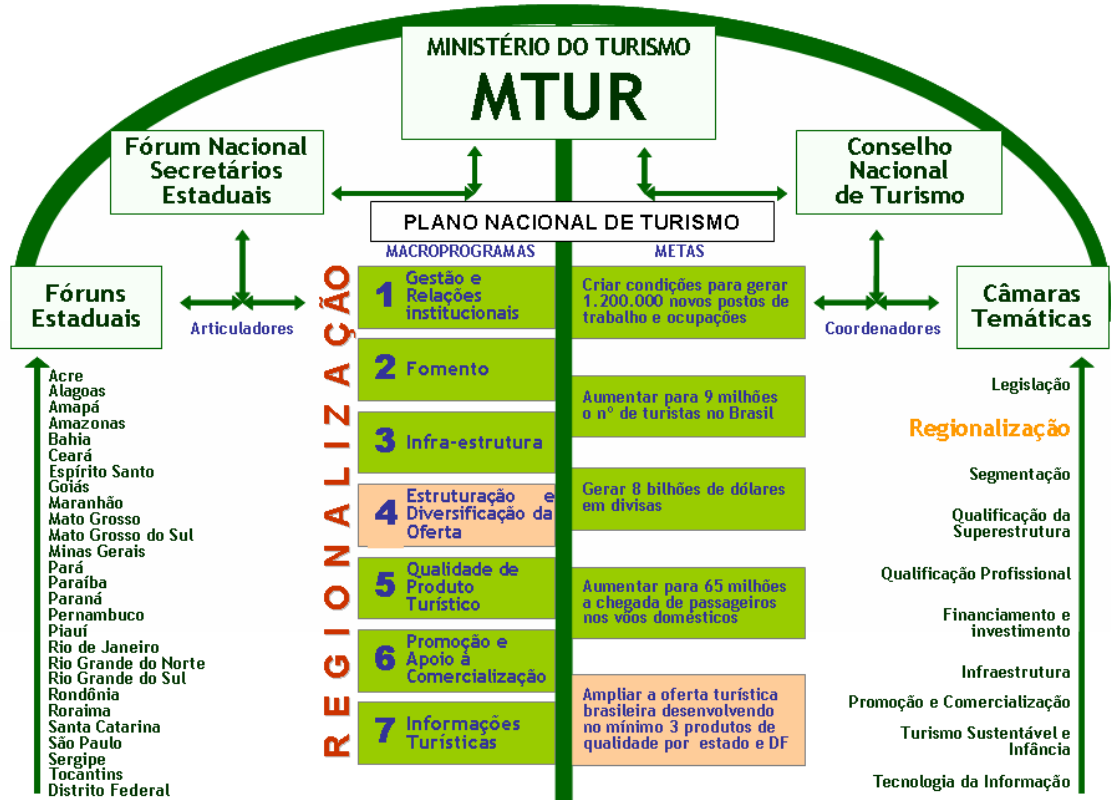 MINISTÉRIO DO TURISMO
MTUR
Fórum Nacional
Secretários
Estaduais
Conselho
Nacional
de Turismo
PLANO NACIONAL DE TURISMO
MACROPROGRAMAS
METAS
Fóruns
Estaduais
Articuladores
Acre
Alagoas
Amapá
Amazonas
Bahia
Ceará
Espírito Santo
Goiás
Maranhão
Mato Grosso
Mato Grosso do Sul
Minas Gerais
Pará
Paraíba
Paraná
Pernambuco
Piauí
Rio de Janeiro
Rio Grande do Norte
Rio Grande do Sul
Rondônia
Roraima
Santa Catarina
São Paulo
Sergipe
Tocantins
Distrito Federal
REGIONALIZAÇÃO
1 Gestão e
Relações
institucionais
2 Fomento
3 Infra-estrutura
4 Estruturação e
Diversificação da
Oferta
5 Qualidade de
Produto
Turístico
6 Promoção e
Apoio à
Comercialização
7 Informações
Turísticas
Criar condições para gerar
1.200.000 novos postos de
trabalho e ocupações
Aumentar para 9 milhões
o nº de turistas no Brasil
Gerar 8 bilhões de dólares
em divisas
Aumentar para 65 milhões
a chegada de passageiros
nos vôos domésticos
Ampliar a oferta turística
brasileira desenvolvendo
no mínimo 3 produtos de
qualidade por estado e DF
Coordenadores
Câmaras
Temáticas
Legislação
Regionalização
Segmentação
Qualificação da
Superestrutura
Qualificação Profissional
Financiamento e
investimento
Infraestrutura
Promoção e Comercialização
Turismo Sustentável e
Infância
Tecnologia da Informação